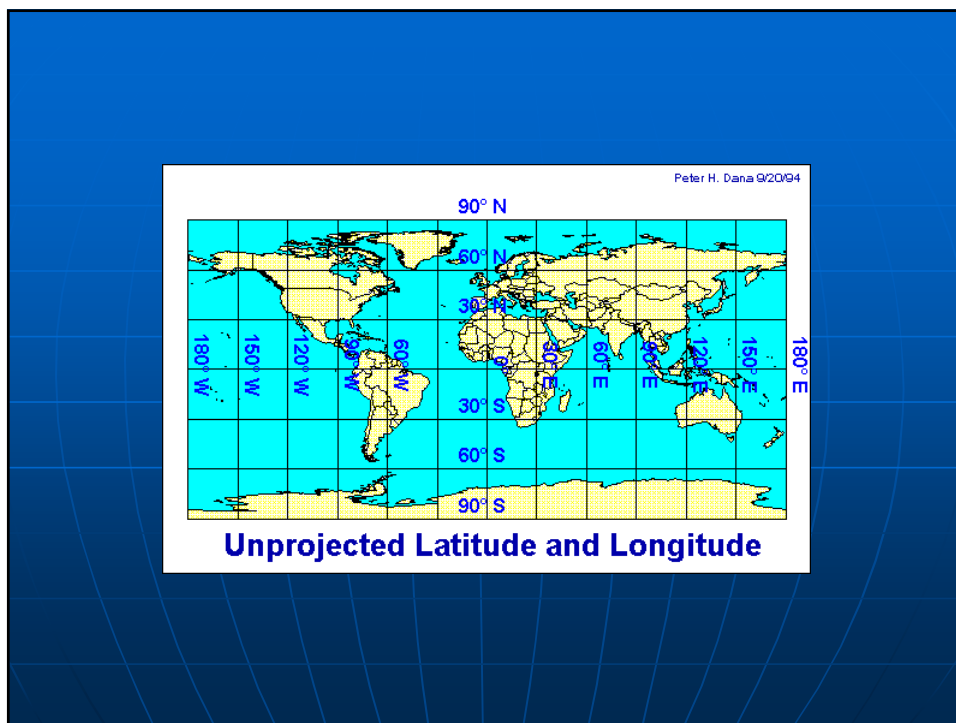 Peter H. Dana 9/20/94
90° N
60° N
30° N
180° W
150° W
120° W
90° W
60° W
0°
30° E
60° E
90° E
120° E
150° E
180° E
30° S
60° S
90° S
Unprojected Latitude and Longitude